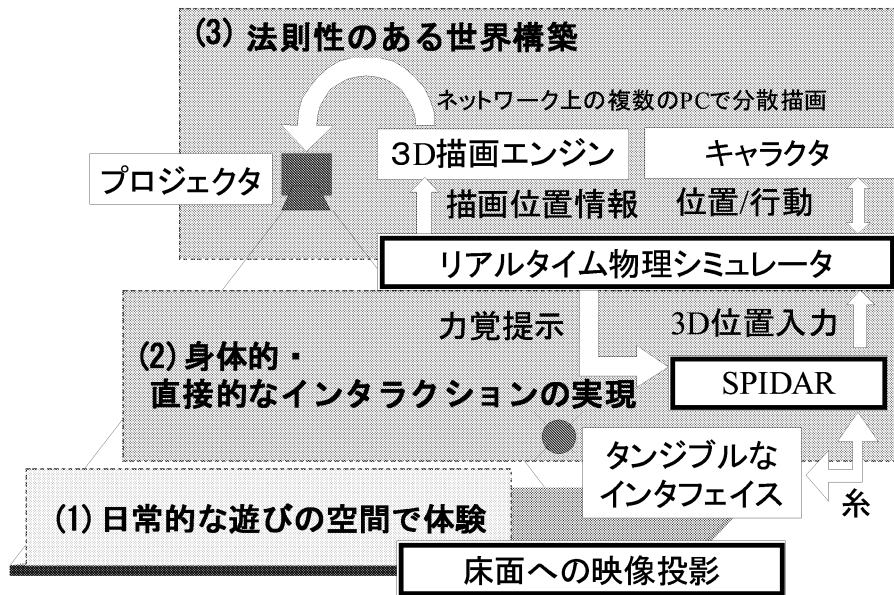 (3) 法則性のある世界構築
ネットワーク上の複数のPCで分散描画
プロジェクタ
３D描画エンジン
キャラクタ
描画位置情報
位置/行動
リアルタイム物理シミュレータ
力覚提示
3D位置入力
(2) 身体的・
直接的なインタラクションの実現
SPIDAR
タンジブルな
インタフェイス
糸
(1) 日常的な遊びの空間で体験
床面への映像投影